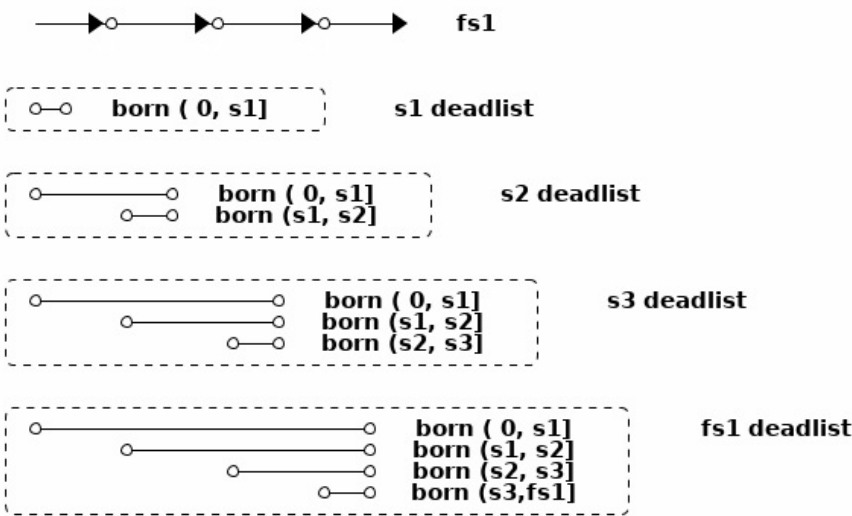 fs1
born ( 0, s1] s1 deadlist
born ( 0, s1] s2 deadlist
born (s1, s2]
born ( 0, s1] s3 deadlist
born (s1, s2]
born (s2, s3]
born ( 0, s1] fs1 deadlist
born (s1, s2]
born (s2, s3]
born (s3,fs1]